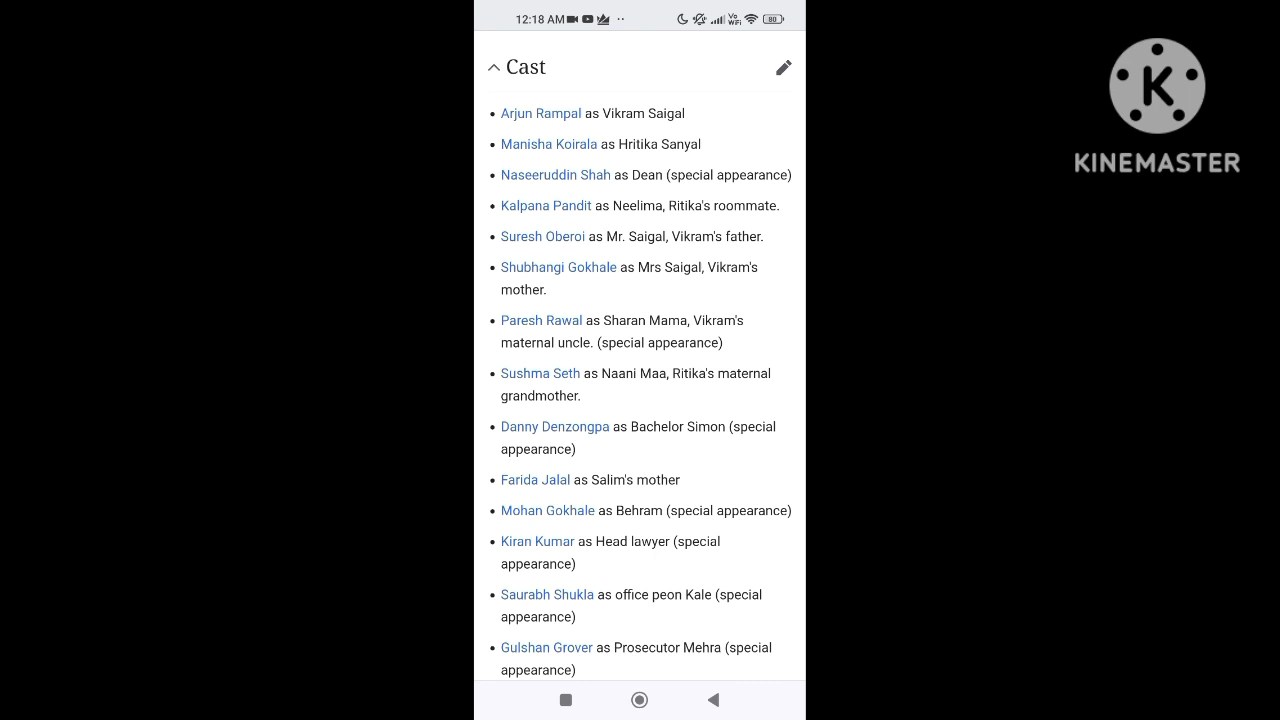 12:18 AM
Vo
WiFi
80
Cast
K
KINEMASTER
• Arjun Rampal as Vikram Saigal
• Manisha Koirala as Hritika Sanyal
• Naseeruddin Shah as Dean (special appearance)
• Kalpana Pandit as Neelima, Ritika's roommate.
• Suresh Oberoi as Mr. Saigal, Vikram's father.
• Shubhangi Gokhale as Mrs Saigal, Vikram's
mother.
• Paresh Rawal as Sharan Mama, Vikram's
maternal uncle. (special appearance)
• Sushma Seth as Naani Maa, Ritika's maternal
grandmother.
• Danny Denzongpa as Bachelor Simon (special
appearance)
• Farida Jalal as Salim's mother
• Mohan Gokhale as Behram (special appearance)
• Kiran Kumar as Head lawyer (special
appearance)
• Saurabh Shukla as office peon Kale (special
appearance)
• Gulshan Grover as Prosecutor Mehra (special
appearance)